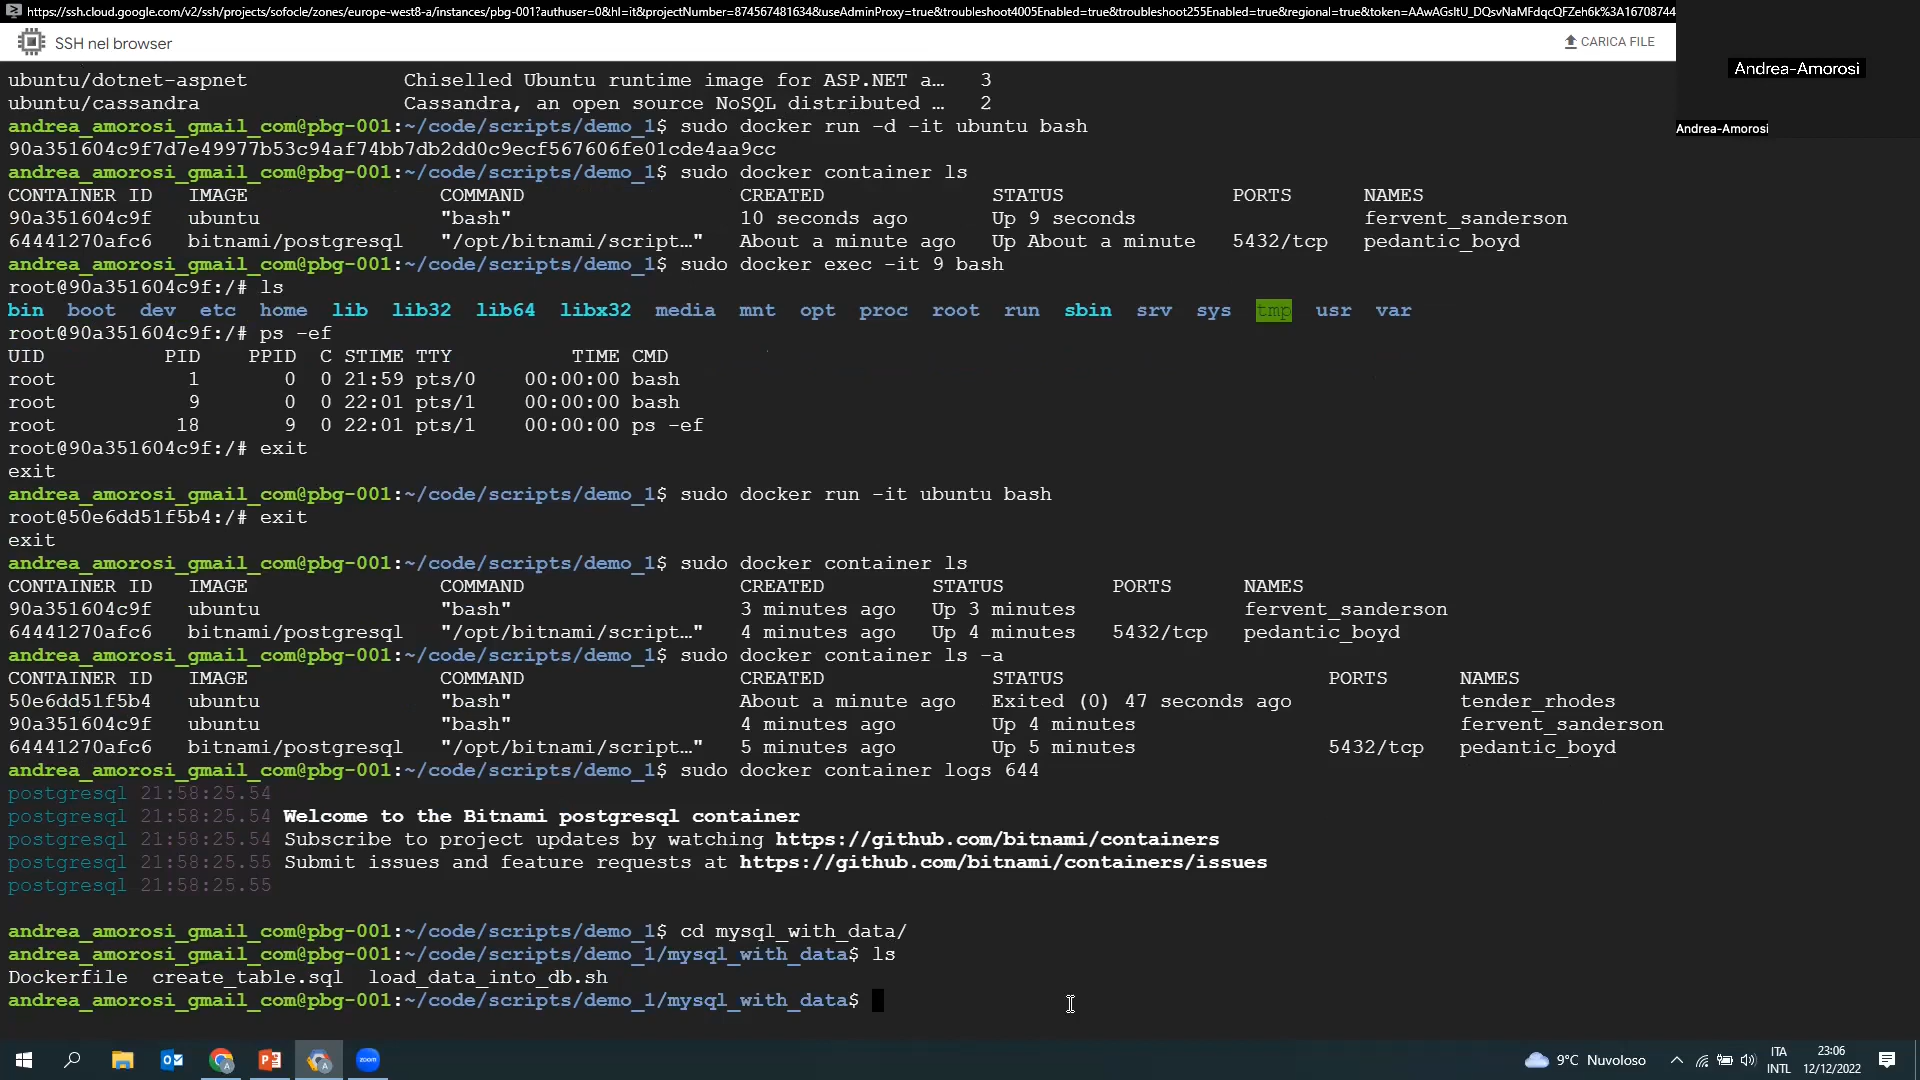 https://ssh.cloud.google.com/v2/ssh/projects/sofocle/zones/europe-west8-a/instances/pbg-001?authuser=0&hl=it&projectNumber=874567481634&useAdminProxy=true&troubleshoot4005Enabled=true&troubleshoot255Enabled=true&regional=true&token=AAwAGsltU_DQsvNaMFdqcQFZeh6k%3A16708744
SSH nel browser
CARICA FILE
Andrea-Amorosi
Andrea-Amorosi
ubuntu/dotnet-aspnet Chiselled Ubuntu runtime image for ASP.NET a… 3
ubuntu/cassandra Cassandra, an open source NoSQL distributed … 2
andrea_amorosi_gmail_com@pbg-001:~/code/scripts/demo_1$ sudo docker run -d -it ubuntu bash
90a351604c9f7d7e49977b53c94af74bb7db2dd0c9ecf567606fe01cde4aa9cc
andrea_amorosi_gmail_com@pbg-001:~/code/scripts/demo_1$ sudo docker container ls
CONTAINER ID IMAGE COMMAND CREATED STATUS PORTS NAMES
90a351604c9f ubuntu "bash" 10 seconds ago Up 9 seconds fervent_sanderson
64441270afc6 bitnami/postgresql "/opt/bitnami/script…" About a minute ago Up About a minute 5432/tcp pedantic_boyd
andrea_amorosi_gmail_com@pbg-001:~/code/scripts/demo_1$ sudo docker exec -it 9 bash
root@90a351604c9f:/# ls
bin boot dev etc home lib lib32 lib64 libx32 media mnt opt proc root run sbin srv sys tmp usr var
root@90a351604c9f:/# ps -ef
UID PID PPID C STIME TTY TIME CMD
root 1 0 0 21:59 pts/0 00:00:00 bash
root 9 0 0 22:01 pts/1 00:00:00 bash
root 18 9 0 22:01 pts/1 00:00:00 ps -ef
root@90a351604c9f:/# exit
exit
andrea_amorosi_gmail_com@pbg-001:~/code/scripts/demo_1$ sudo docker run -it ubuntu bash
root@50e6dd51f5b4:/# exit
exit
andrea_amorosi_gmail_com@pbg-001:~/code/scripts/demo_1$ sudo docker container ls
CONTAINER ID IMAGE COMMAND CREATED STATUS PORTS NAMES
90a351604c9f ubuntu "bash" 3 minutes ago Up 3 minutes fervent_sanderson
64441270afc6 bitnami/postgresql "/opt/bitnami/script…" 4 minutes ago Up 4 minutes 5432/tcp pedantic_boyd
andrea_amorosi_gmail_com@pbg-001:~/code/scripts/demo_1$ sudo docker container ls -a
CONTAINER ID IMAGE COMMAND CREATED STATUS PORTS NAMES
50e6dd51f5b4 ubuntu "bash" About a minute ago Exited (0) 47 seconds ago tender_rhodes
90a351604c9f ubuntu "bash" 4 minutes ago Up 4 minutes fervent_sanderson
64441270afc6 bitnami/postgresql "/opt/bitnami/script…" 5 minutes ago Up 5 minutes 5432/tcp pedantic_boyd
andrea_amorosi_gmail_com@pbg-001:~/code/scripts/demo_1$ sudo docker container logs 644
postgresql 21:58:25.54
postgresql 21:58:25.54 Welcome to the Bitnami postgresql container
postgresql 21:58:25.54 Subscribe to project updates by watching https://github.com/bitnami/containers
postgresql 21:58:25.55 Submit issues and feature requests at https://github.com/bitnami/containers/issues
postgresql 21:58:25.55
andrea_amorosi_gmail_com@pbg-001:~/code/scripts/demo_1$ cd mysql_with_data/
andrea_amorosi_gmail_com@pbg-001:~/code/scripts/demo_1/mysql_with_data$ ls
Dockerfile create_table.sql load_data_into_db.sh
andrea_amorosi_gmail_com@pbg-001:~/code/scripts/demo_1/mysql_with_data$
zoom
9°C Nuvoloso
ITA
INTL
23:06
12/12/2022